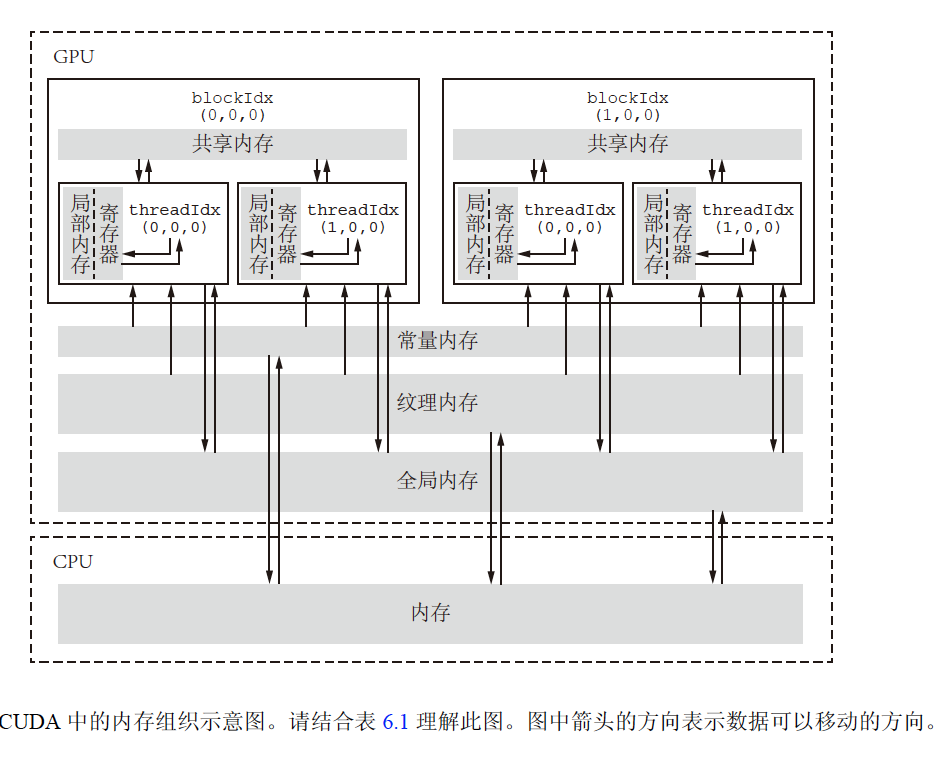 GPU
blockIdx
(0,0,0)
共享内存
局部内存
寄存器
threadIdx
(0,0,0)
局部内存
寄存器
threadIdx
(1,0,0)
blockIdx
(1,0,0)
共享内存
局部内存
寄存器
threadIdx
(0,0,0)
局部内存
寄存器
threadIdx
(1,0,0)
常量内存
纹理内存
全局内存
CPU
内存
CUDA 中的内存组织示意图。请结合表 6.1 理解此图。图中箭头的方向表示数据可以移动的方向。